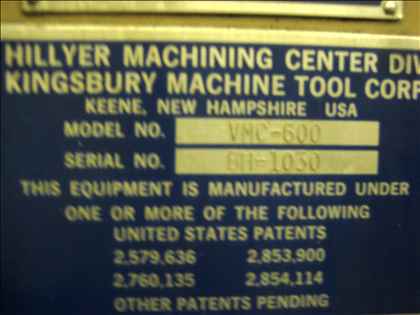 HILLYER MACHINING CENTER DIV
KINGSBURY MACHINE TOOL CORP
KEENE, NEW HAMPSHIRE USA
MODEL NO. VMC-600
SERIAL NO. 1030
THIS EQUIPMENT IS MANUFACTURED UNDER
ONE OR MORE OF THE FOLLOWING
UNITED STATES PATENTS
2,579,636 2,853,900
2,760,135 2,854,114
OTHER PATENTS PENDING